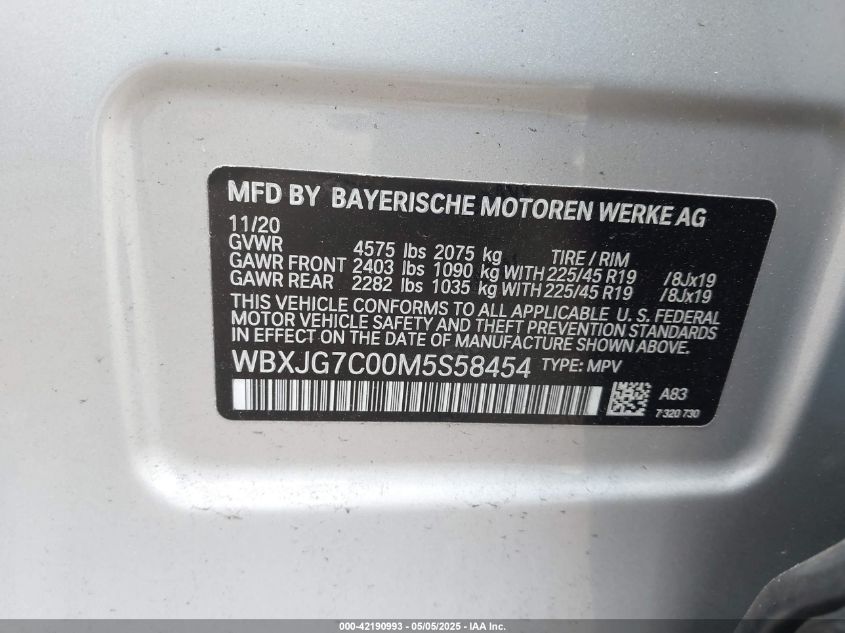 MFD BY BAYERISCHE MOTOREN WERKE AG
11/20
GVWR 4575 lbs 2075 kg TIRE / RIM
GAWR FRONT 2403 lbs 1090 kg WITH 225/45 R19 /8Jx19
GAWR REAR 2282 lbs 1035 kg WITH 225/45 R19 /8Jx19
THIS VEHICLE CONFORMS TO ALL APPLICABLE U. S. FEDERAL
MOTOR VEHICLE SAFETY AND THEFT PREVENTION STANDARDS
IN EFFECT ON THE DATE OF MANUFACTURE SHOWN ABOVE.
WBXJG7C00M5S58454 TYPE: MPV
A83
7 320 730
000-42190993 - 05/05/2025 - IAA Inc.